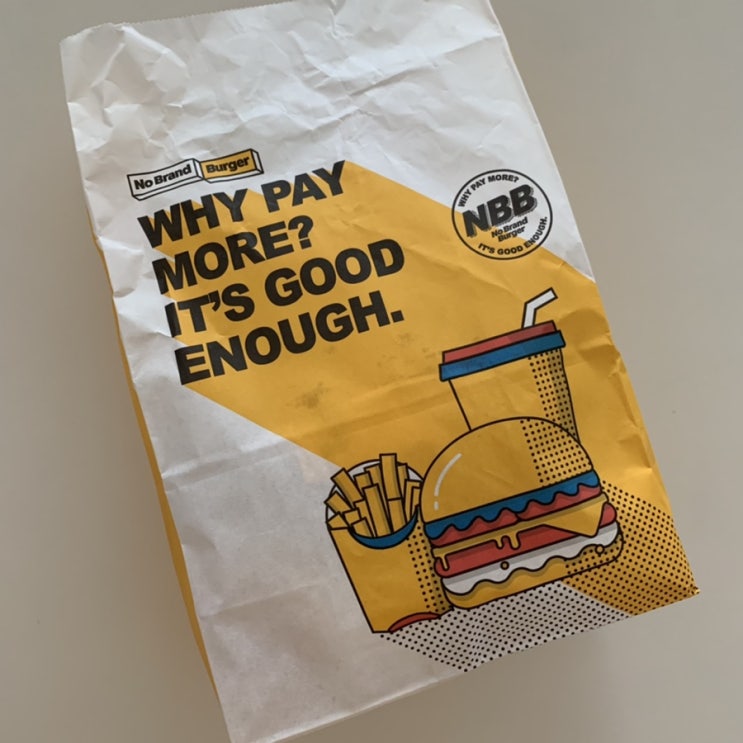 No Brand Burger
WHY PAY
MORE?
IT'S GOOD
ENOUGH.
WHY PAY MORE?
NBB
No Brand
Burger
IT'S GOOD ENOUGH.